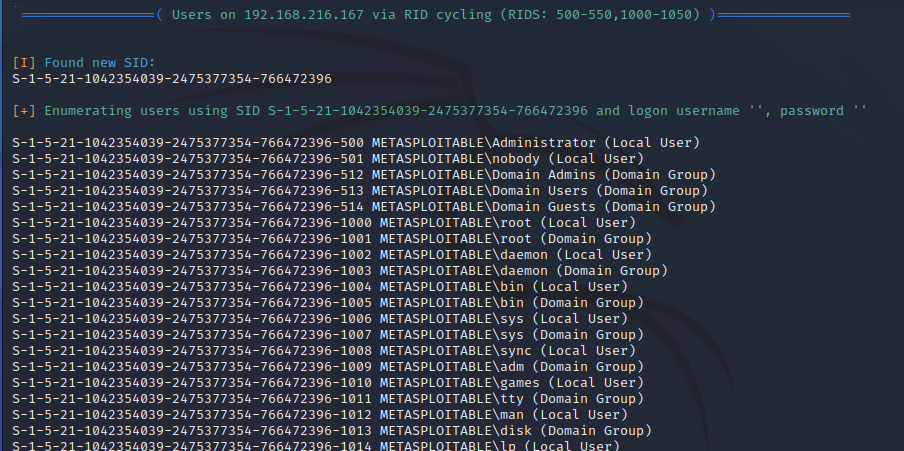 ==================( Users on 192.168.216.167 via RID cycling (RIDS: 500-550,1000-1050) )==================
[I] Found new SID:
S-1-5-21-1042354039-2475377354-766472396
[+] Enumerating users using SID S-1-5-21-1042354039-2475377354-766472396 and logon username '', password ''
S-1-5-21-1042354039-2475377354-766472396-500 METASPLOITABLE\Administrator (Local User)
S-1-5-21-1042354039-2475377354-766472396-501 METASPLOITABLE\nobody (Local User)
S-1-5-21-1042354039-2475377354-766472396-512 METASPLOITABLE\Domain Admins (Domain Group)
S-1-5-21-1042354039-2475377354-766472396-513 METASPLOITABLE\Domain Users (Domain Group)
S-1-5-21-1042354039-2475377354-766472396-514 METASPLOITABLE\Domain Guests (Domain Group)
S-1-5-21-1042354039-2475377354-766472396-1000 METASPLOITABLE\root (Local User)
S-1-5-21-1042354039-2475377354-766472396-1001 METASPLOITABLE\root (Domain Group)
S-1-5-21-1042354039-2475377354-766472396-1002 METASPLOITABLE\daemon (Local User)
S-1-5-21-1042354039-2475377354-766472396-1003 METASPLOITABLE\daemon (Domain Group)
S-1-5-21-1042354039-2475377354-766472396-1004 METASPLOITABLE\bin (Local User)
S-1-5-21-1042354039-2475377354-766472396-1005 METASPLOITABLE\bin (Domain Group)
S-1-5-21-1042354039-2475377354-766472396-1006 METASPLOITABLE\sys (Local User)
S-1-5-21-1042354039-2475377354-766472396-1007 METASPLOITABLE\sys (Domain Group)
S-1-5-21-1042354039-2475377354-766472396-1008 METASPLOITABLE\sync (Local User)
S-1-5-21-1042354039-2475377354-766472396-1009 METASPLOITABLE\adm (Domain Group)
S-1-5-21-1042354039-2475377354-766472396-1010 METASPLOITABLE\games (Local User)
S-1-5-21-1042354039-2475377354-766472396-1011 METASPLOITABLE\tty (Domain Group)
S-1-5-21-1042354039-2475377354-766472396-1012 METASPLOITABLE\man (Local User)
S-1-5-21-1042354039-2475377354-766472396-1013 METASPLOITABLE\disk (Domain Group)
S-1-5-21-1042354039-2475377354-766472396-1014 METASPLOITABLE\lp (Local User)